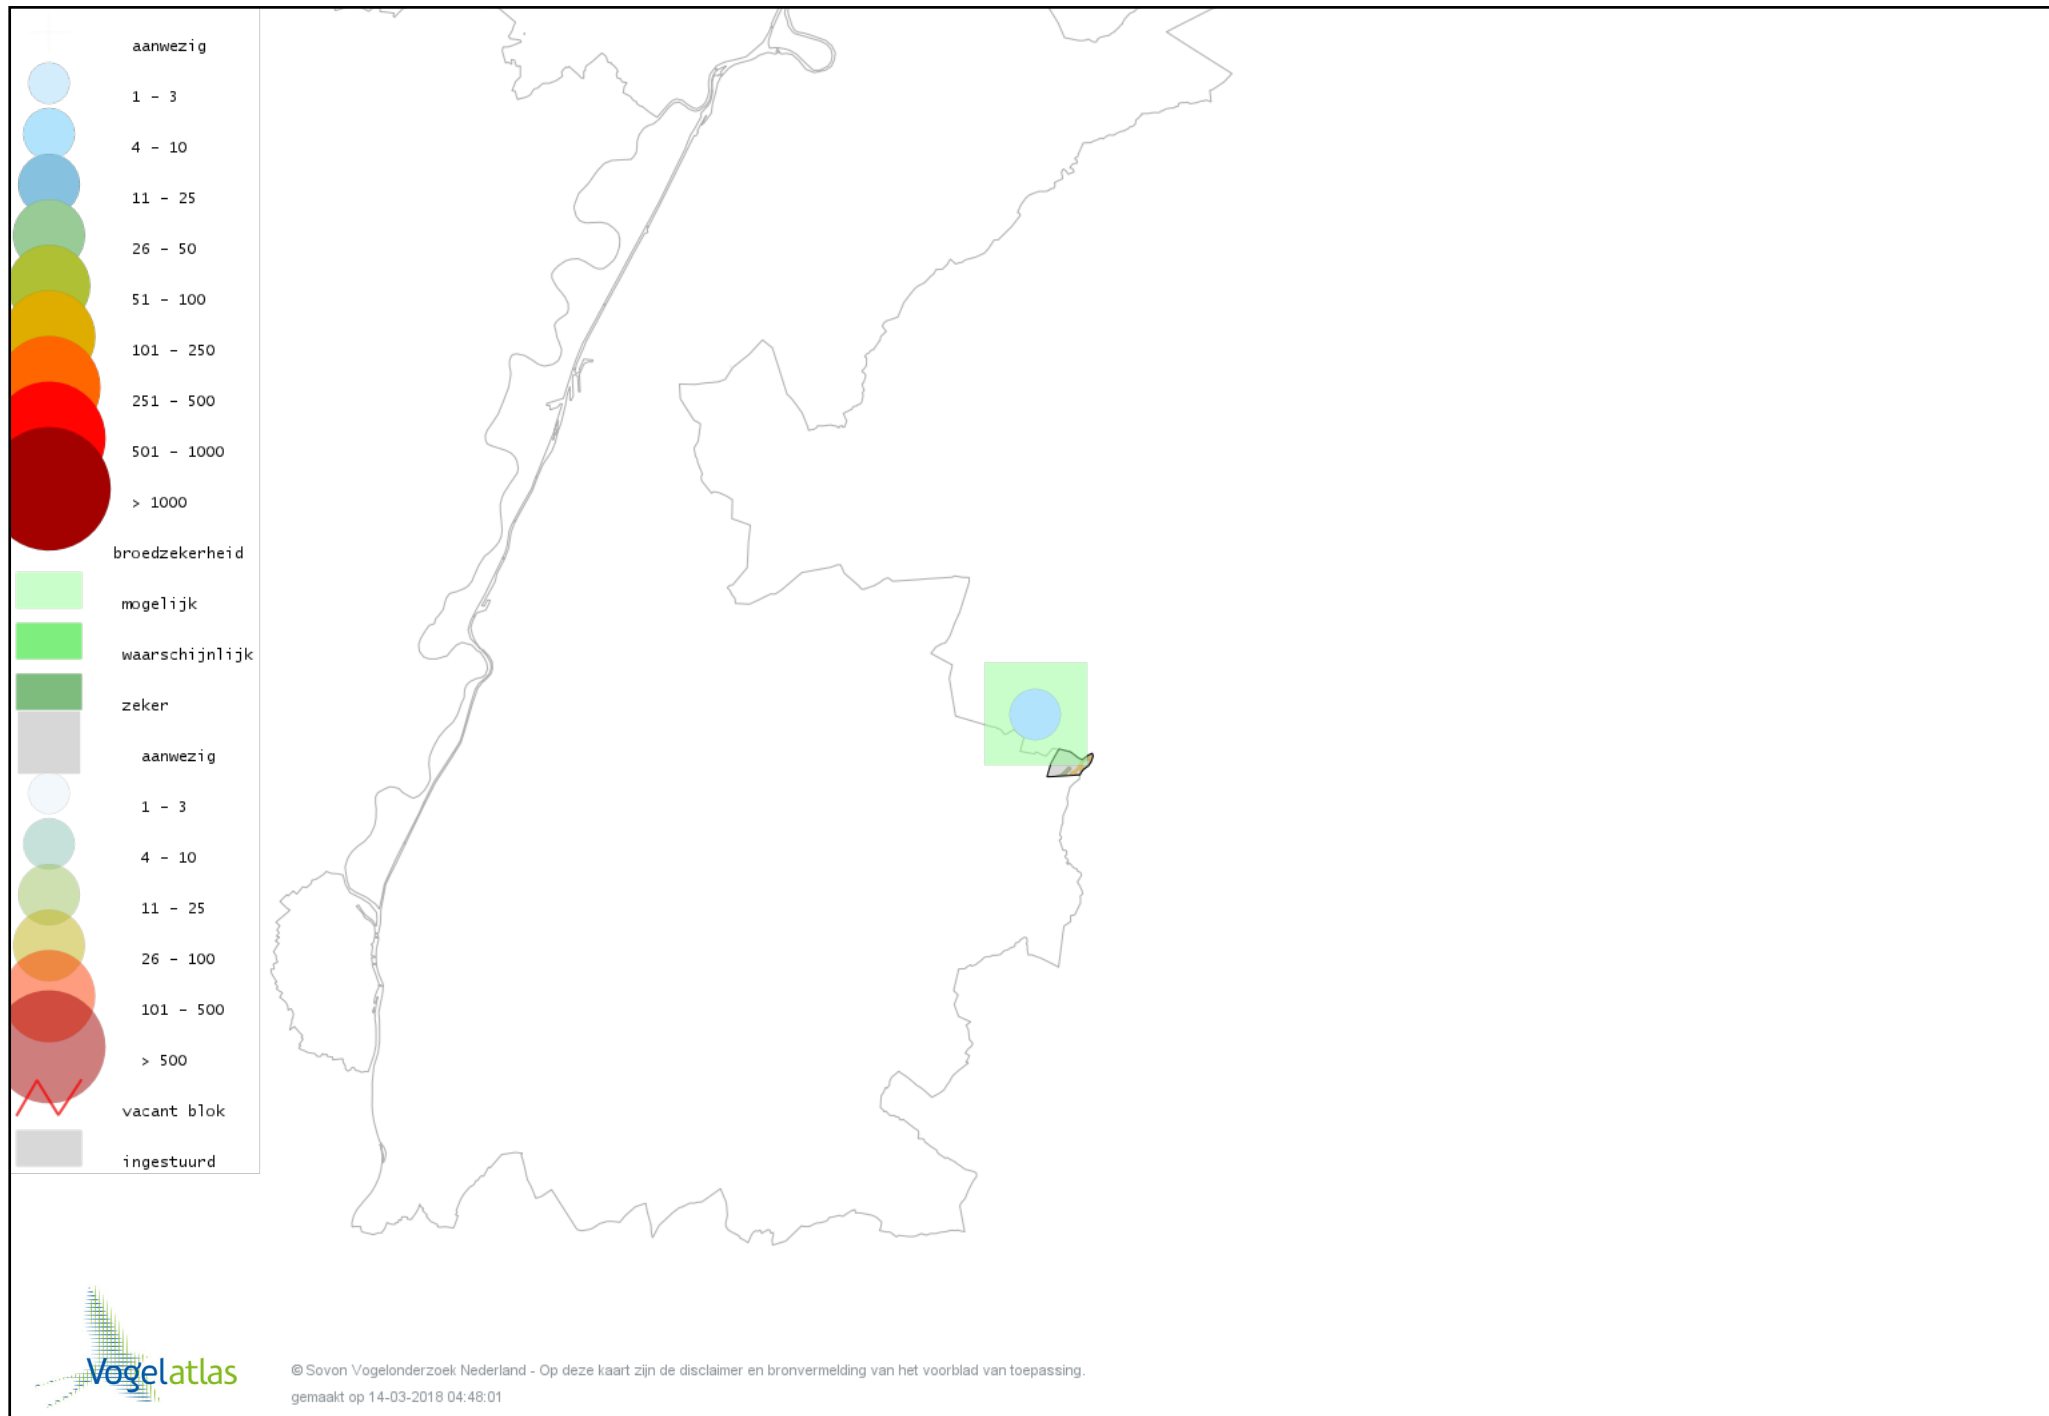 aanwezig
1 – 3
4 – 10
11 – 25
26 – 50
51 – 100
101 – 250
251 – 500
501 – 1000
> 1000
broedzekerheid
mogelijk
waarschijnlijk
zeker
aanwezig
1 – 3
4 – 10
11 – 25
26 – 100
101 – 500
> 500
vacant blok
ingestuurd
Vogelatlas
© Sovon Vogelonderzoek Nederland - Op deze kaart zijn de disclaimer en bronvermelding van het voorblad van toepassing.
gemaakt op 14-03-2018 04:48:01